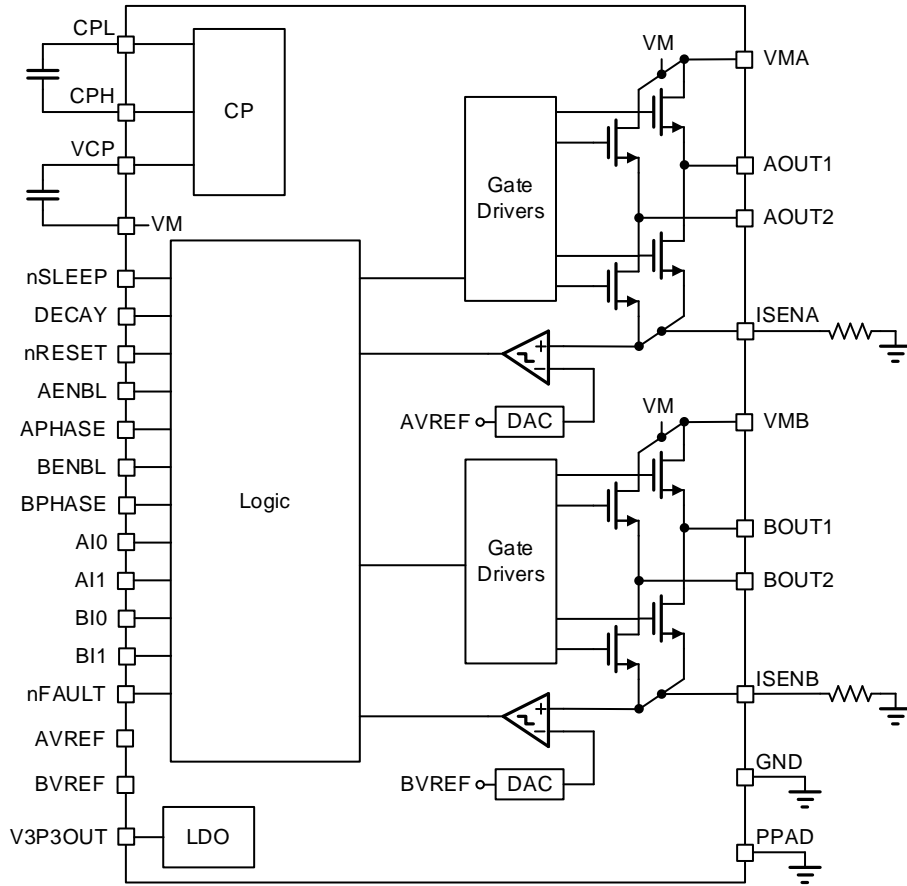 CPL
CPH
VCP
VM
CP
nSLEEP
DECAY
nRESET
AENBL
APHASE
BENBL
BPHASE
AI0
AI1
BI0
BI1
nFAULT
AVREF
BVREF
V3P3OUT
Logic
LDO
Gate
Drivers
VM
AVREF
DAC
+
−
Gate
Drivers
VM
BVREF
DAC
+
−
VMA
AOUT1
AOUT2
ISENA
VMB
BOUT1
BOUT2
ISENB
GND
PPAD